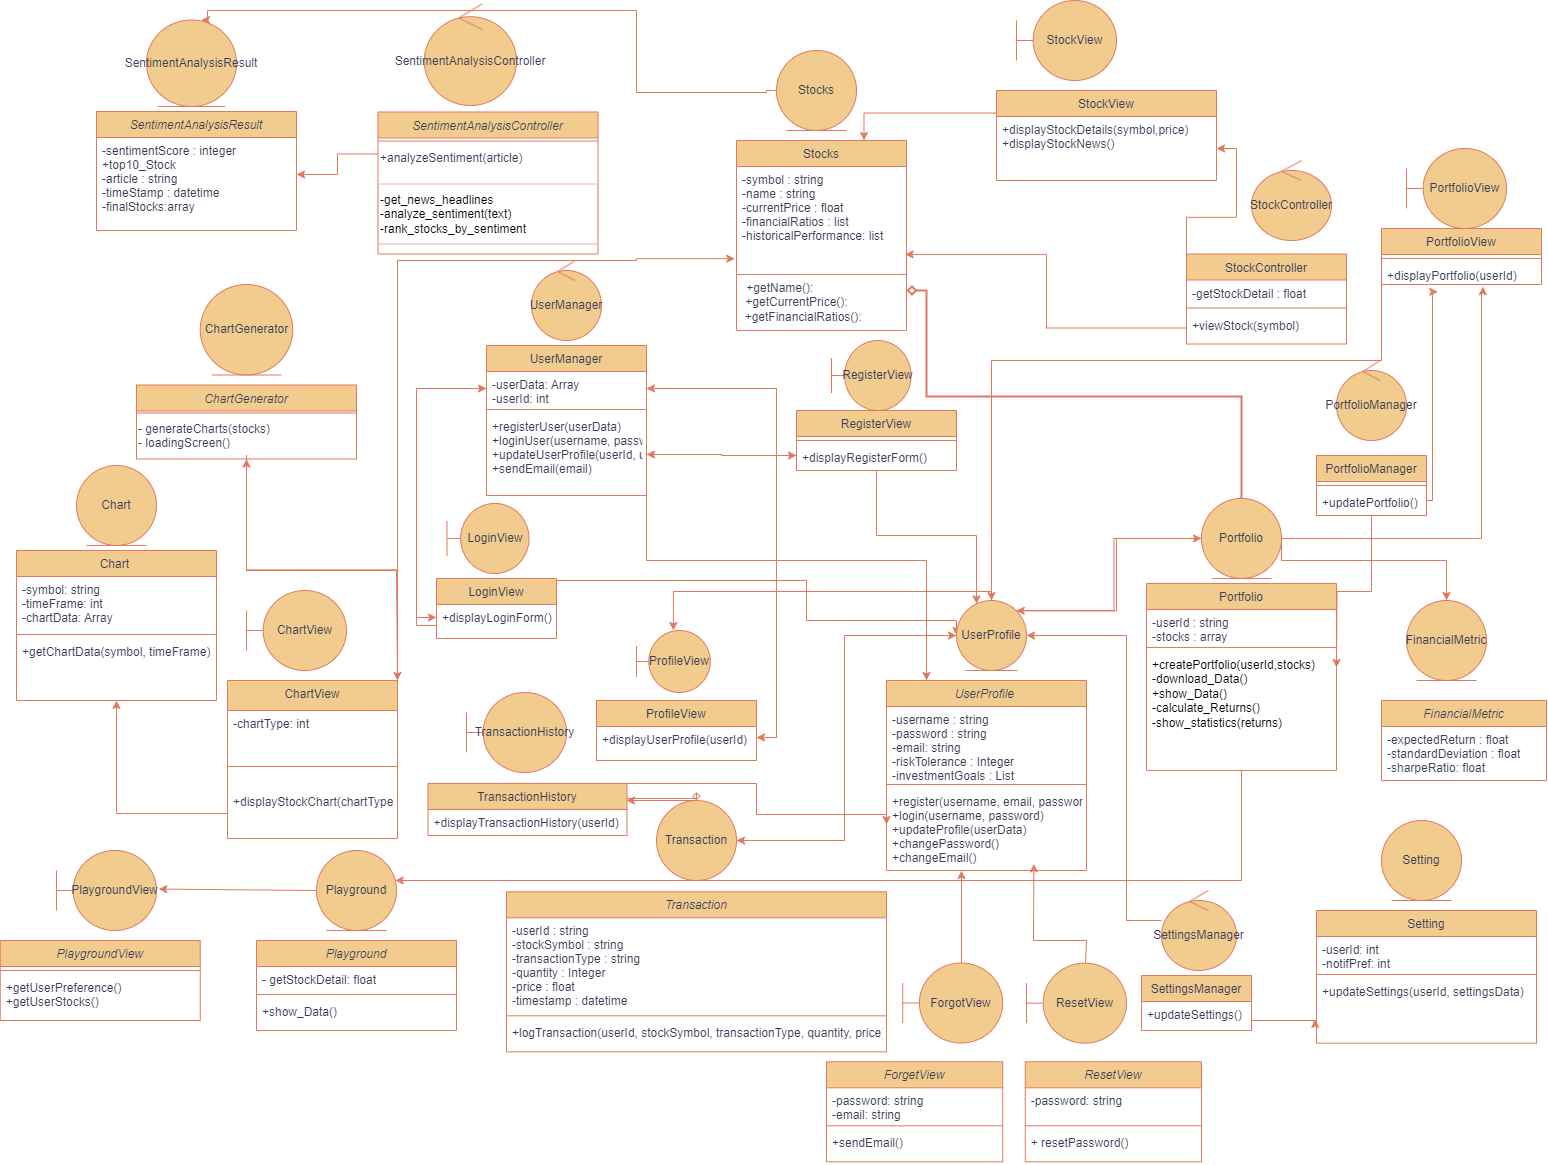 SentimentAnalysisResult
SentimentAnalysisResult
-sentimentScore : integer
+top10_Stock
-article : string
-timeStamp : datetime
-finalStocks:array
SentimentAnalysisController
SentimentAnalysisController
+analyzeSentiment(article)
-get_news_headlines
-analyze_sentiment(text)
-rank_stocks_by_sentiment
Stocks
Stocks
-symbol : string
-name : string
-currentPrice : float
-financialRatios : list
-historicalPerformance: list
+getName():
+getCurrentPrice():
+getFinancialRatios():
StockView
StockView
+displayStockDetails(symbol,price)
+displayStockNews()
StockController
StockController
-getStockDetail : float
+viewStock(symbol)
PortfolioView
PortfolioView
+displayPortfolio(userId)
ChartGenerator
ChartGenerator
- generateCharts(stocks)
- loadingScreen()
UserManager
UserManager
-userData: Array
-userId: int
+registerUser(userData)
+loginUser(username, passw
+updateUserProfile(userId, u
+sendEmail(email)
RegisterView
RegisterView
+displayRegisterForm()
PortfolioManager
PortfolioManager
+updatePortfolio()
Chart
Chart
-symbol: string
-timeFrame: int
-chartData: Array
+getChartData(symbol, timeFrame)
LoginView
LoginView
+displayLoginForm()
Portfolio
Portfolio
-userId : string
-stocks : array
+createPortfolio(userId,stocks)
-download_Data()
+show_Data()
-calculate_Returns()
-show_statistics(returns)
ChartView
ChartView
-chartType: int
+displayStockChart(chartType
ProfileView
ProfileView
+displayUserProfile(userId)
UserProfile
UserProfile
-username : string
-password : string
-email: string
-riskTolerance : Integer
-investmentGoals : List
+register(username, email, passwor
+login(username, password)
+updateProfile(userData)
+changePassword()
+changeEmail()
FinancialMetric
FinancialMetric
-expectedReturn : float
-standardDeviation : float
-sharpeRatio: float
TransactionHistory
TransactionHistory
+displayTransactionHistory(userId)
Transaction
Transaction
-userId : string
-stockSymbol : string
-transactionType : string
-quantity : Integer
-price : float
-timestamp : datetime
+logTransaction(userId, stockSymbol, transactionType, quantity, price
PlaygroundView
PlaygroundView
+getUserPreference()
+getUserStocks()
Playground
Playground
- getStockDetail: float
+show_Data()
ForgotView
ForgetView
-password: string
-email: string
+sendEmail()
ResetView
ResetView
-password: string
+ resetPassword()
SettingsManager
SettingsManager
+updateSettings()
Setting
Setting
-userId: int
-notifPref: int
+updateSettings(userId, settingsData)